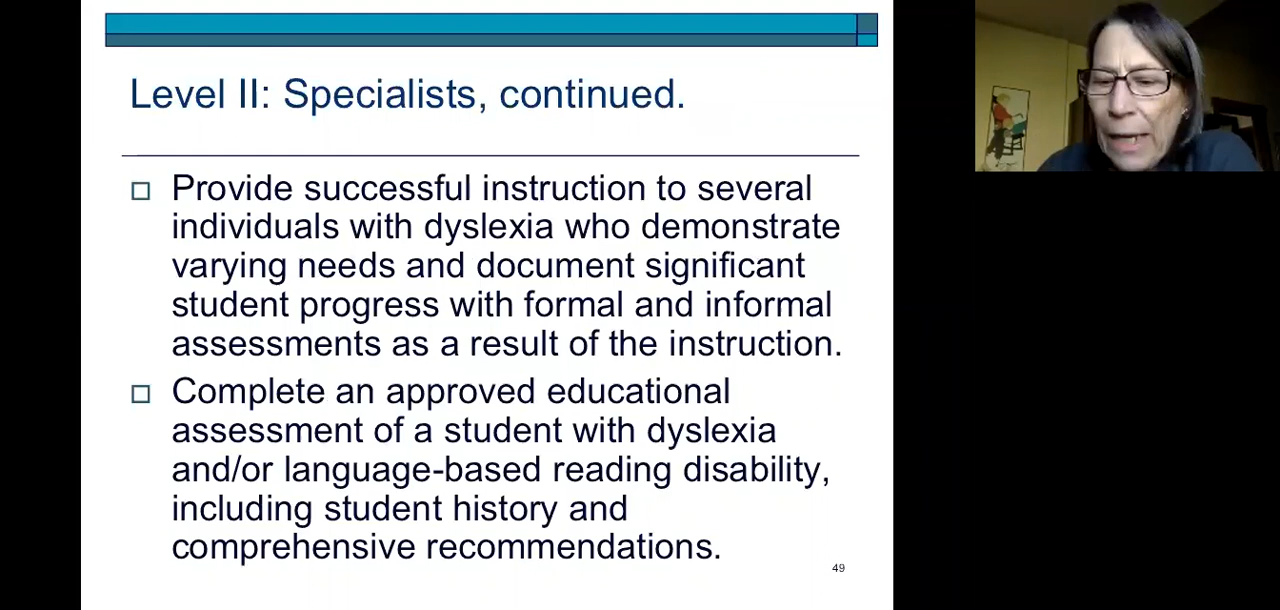 Level II: Specialists, continued.
Provide successful instruction to several
individuals with dyslexia who demonstrate
varying needs and document significant
student progress with formal and informal
assessments as a result of the instruction.
Complete an approved educational
assessment of a student with dyslexia
and/or language-based reading disability,
including student history and
comprehensive recommendations.
49